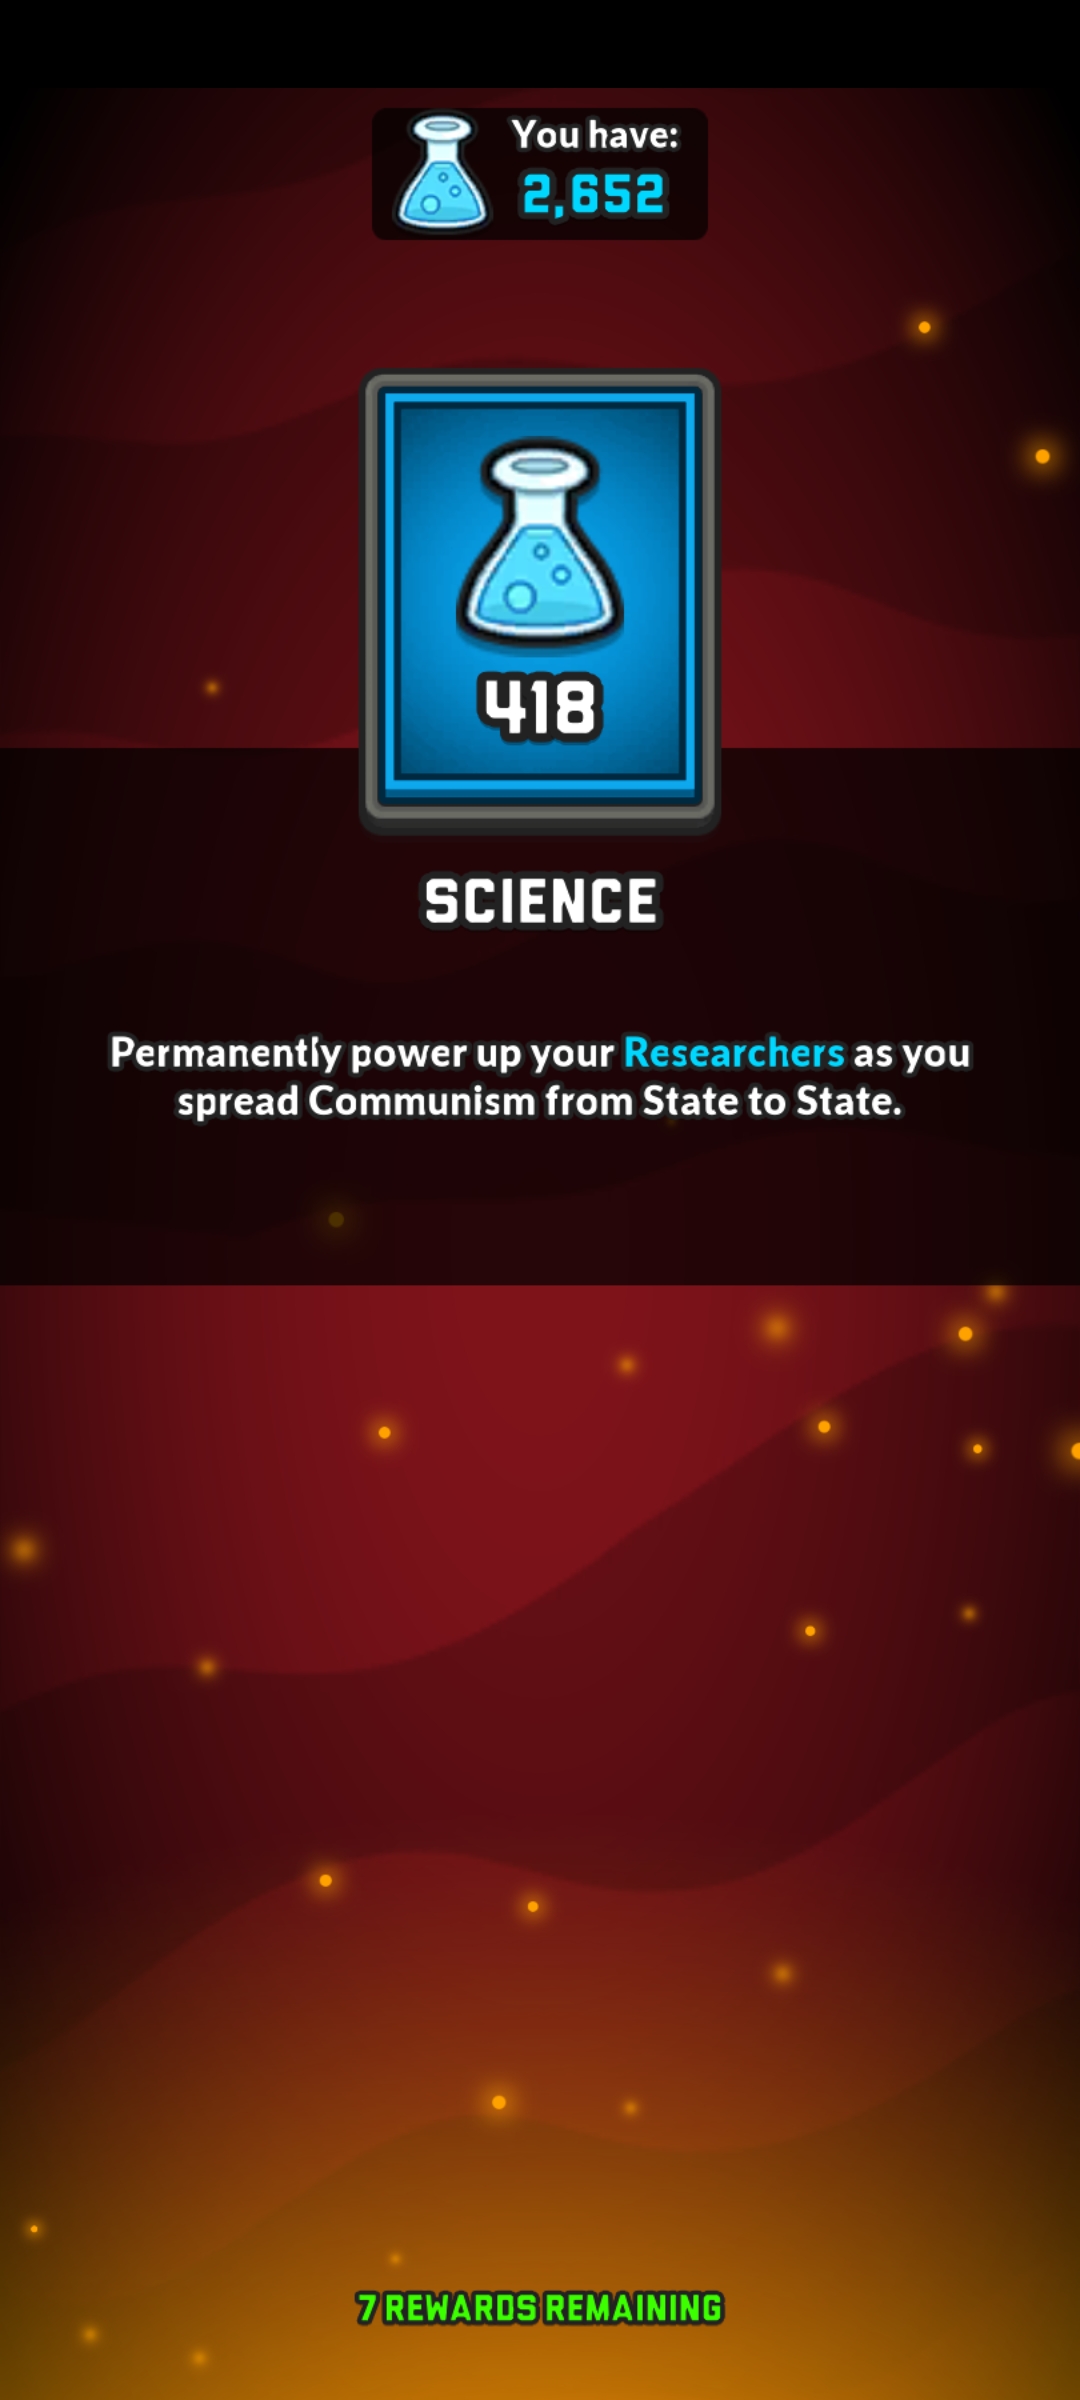 You have:
2,652
418
SCIENCE
Permanently power up your Researchers as you
spread Communism from State to State.
7 REWARDS REMAINING